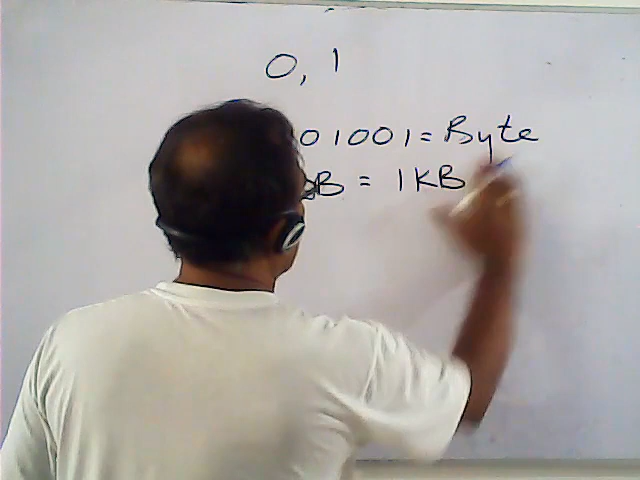 0, 1
01001 = Byte
B = 1KB